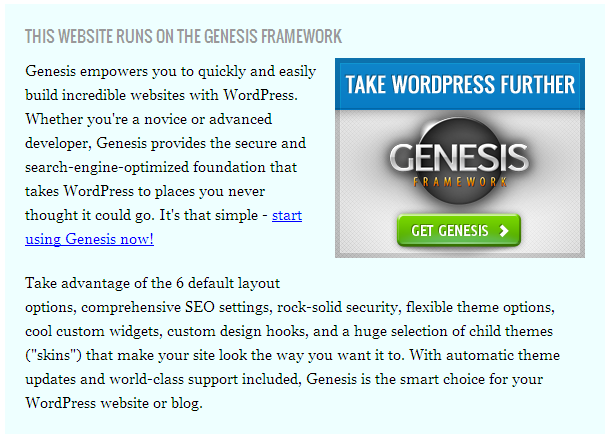 THIS WEBSITE RUNS ON THE GENESIS FRAMEWORK
Genesis empowers you to quickly and easily
build incredible websites with WordPress.
Whether you're a novice or advanced
developer, Genesis provides the secure and
search-engine-optimized foundation that
takes WordPress to places you never
thought it could go. It's that simple - start
using Genesis now!
TAKE WORDPRESS FURTHER
GENESIS
FRAMEWORK
GET GENESIS
Take advantage of the 6 default layout
options, comprehensive SEO settings, rock-solid security, flexible theme options,
cool custom widgets, custom design hooks, and a huge selection of child themes
("skins") that make your site look the way you want it to. With automatic theme
updates and world-class support included, Genesis is the smart choice for your
WordPress website or blog.